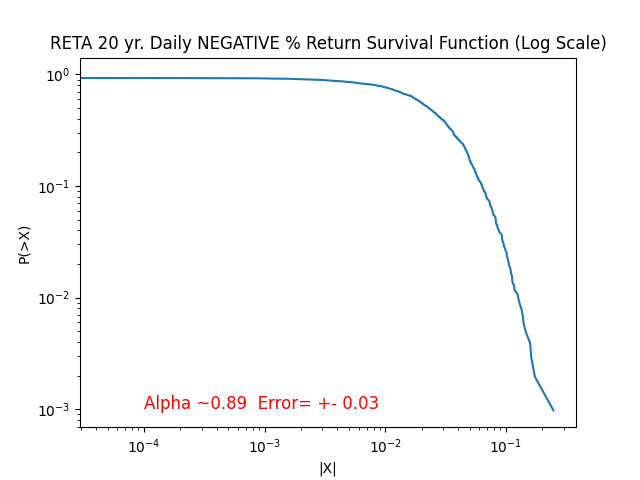 RETA 20 yr. Daily NEGATIVE % Return Survival Function (Log Scale)
10⁰
10⁻¹
10⁻²
10⁻³
P(>X)
Alpha ~0.89  Error= +- 0.03
10⁻⁴ 10⁻³ 10⁻² 10⁻¹
|X|